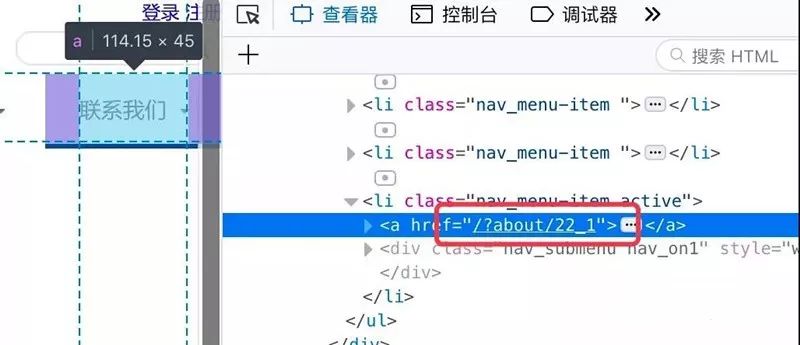 登录 注册
a 114.15 × 45
联系我们
查看器 控制台 调试器
搜索 HTML
<li class="nav_menu-item "></li>
<li class="nav_menu-item "></li>
<li class="nav_menu-item active">
<a href="/?about/22_1"></a>
<div class="nav_submenu nav_on1" style="w
</div>
</li>
</ul>
</div>